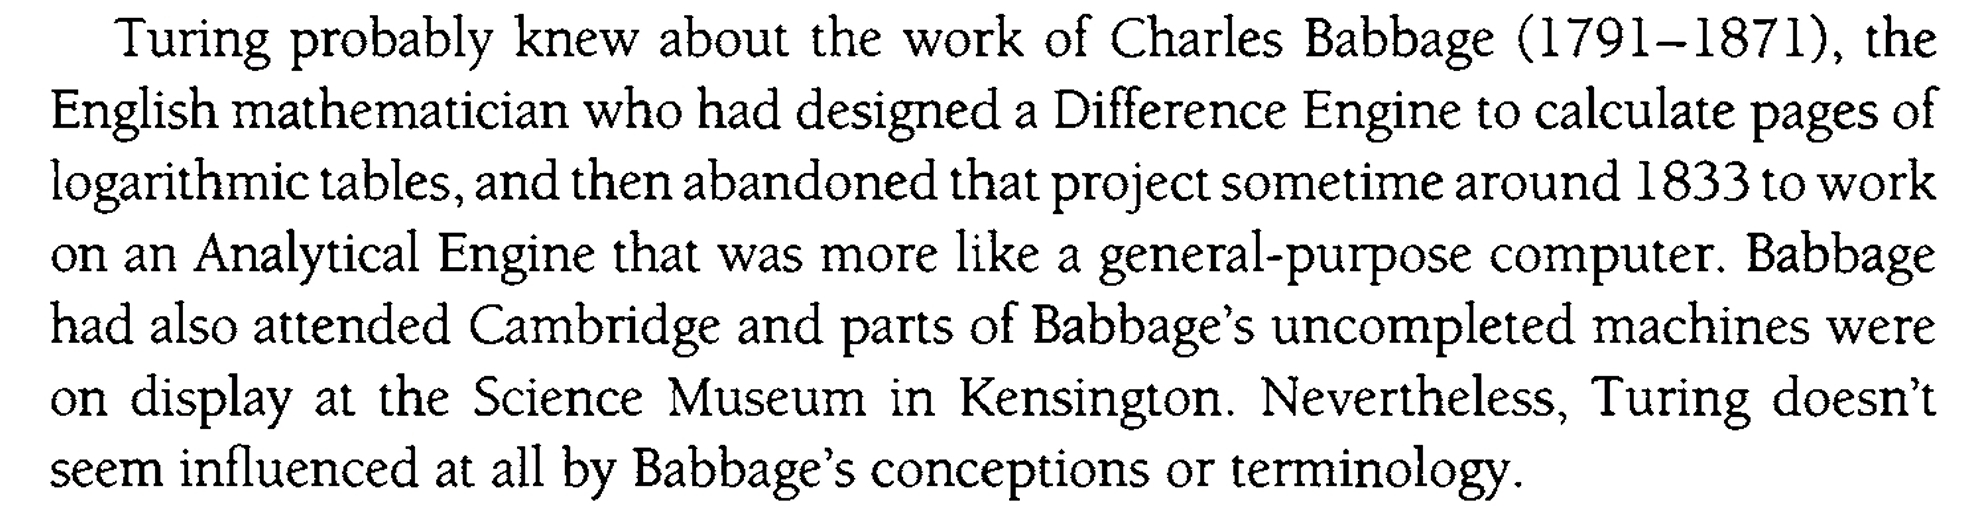 Turing probably knew about the work of Charles Babbage (1791–1871), the
English mathematician who had designed a Difference Engine to calculate pages of
logarithmic tables, and then abandoned that project sometime around 1833 to work
on an Analytical Engine that was more like a general-purpose computer. Babbage
had also attended Cambridge and parts of Babbage’s uncompleted machines were
on display at the Science Museum in Kensington. Nevertheless, Turing doesn’t
seem influenced at all by Babbage’s conceptions or terminology.